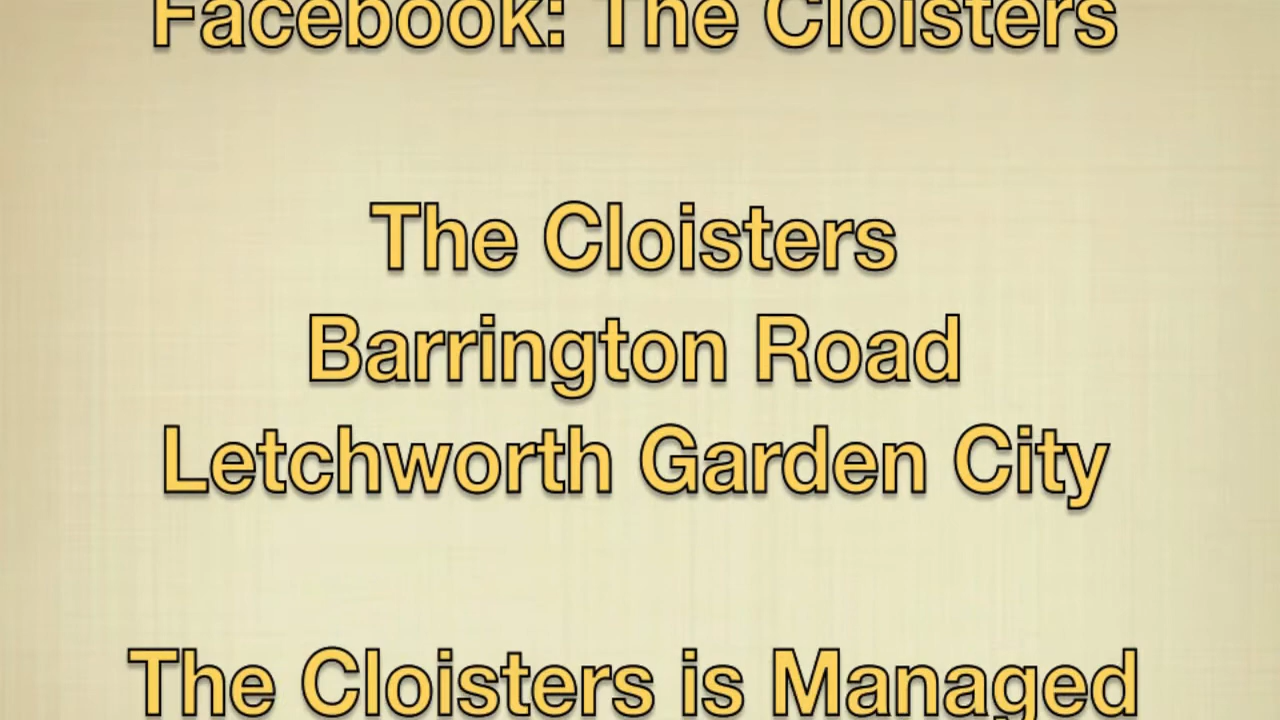 Facebook: The Cloisters
The Cloisters
Barrington Road
Letchworth Garden City
The Cloisters is Managed